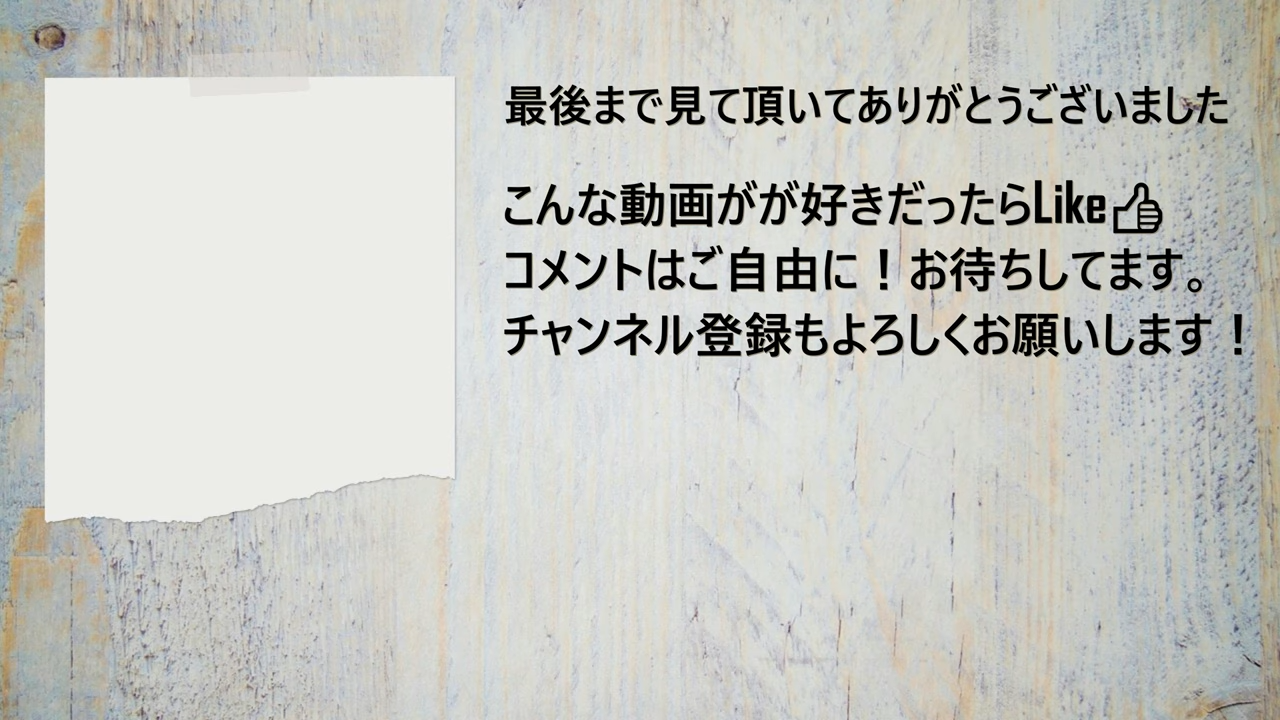 最後まで見て頂いてありがとうございました
こんな動画がが好きだったらLike
コメントはご自由に！お待ちしてます。
チャンネル登録もよろしくお願いします！